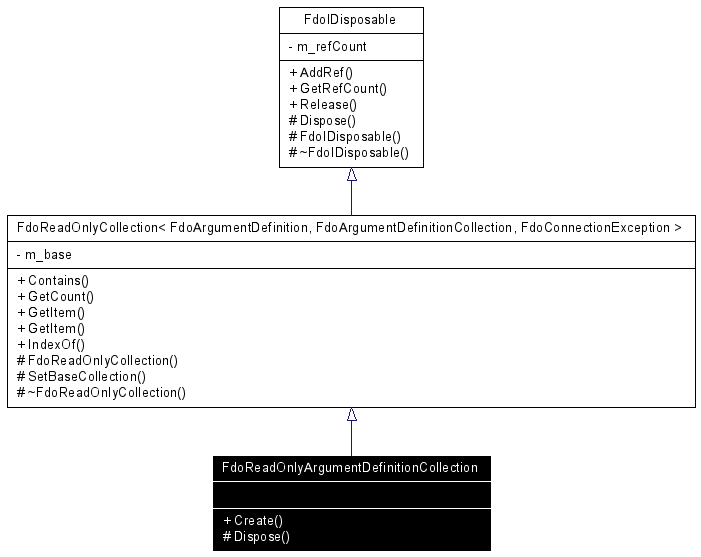 FdoIDisposable
- m_refCount
+ AddRef()
+ GetRefCount()
+ Release()
# Dispose()
# FdoIDisposable()
# ~FdoIDisposable()
FdoReadOnlyCollection< FdoArgumentDefinition, FdoArgumentDefinitionCollection, FdoConnectionException >
- m_base
+ Contains()
+ GetCount()
+ GetItem()
+ GetItem()
+ IndexOf()
# FdoReadOnlyCollection()
# SetBaseCollection()
# ~FdoReadOnlyCollection()
FdoReadOnlyArgumentDefinitionCollection
+ Create()
# Dispose()